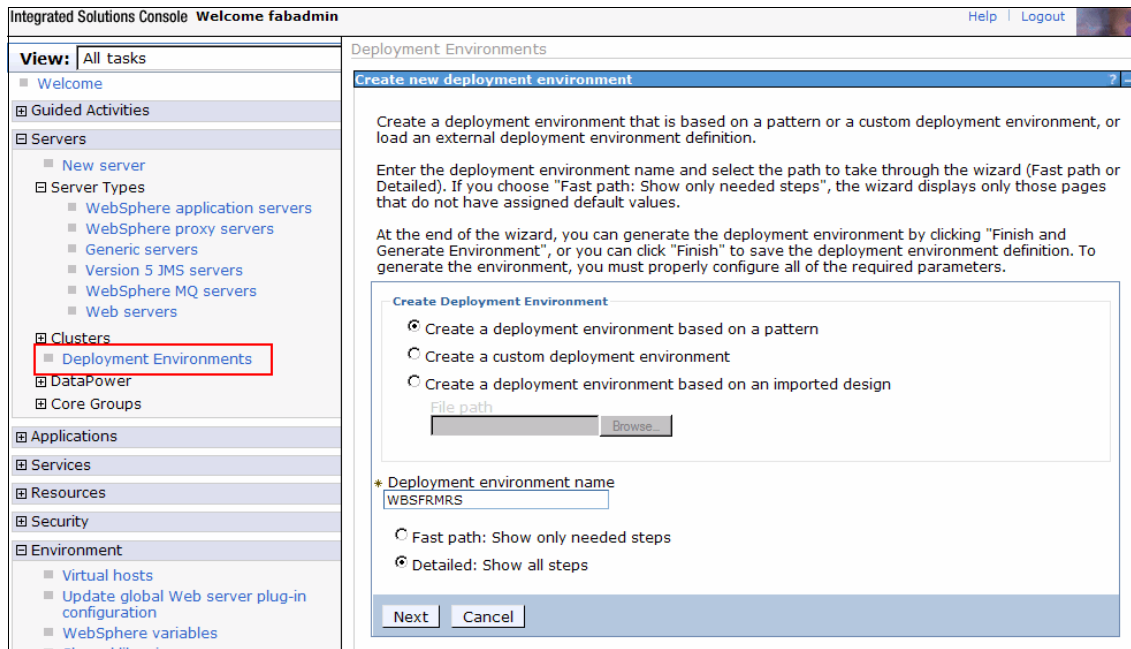 Integrated Solutions Console Welcome fabadmin
Help | Logout
View: All tasks
Welcome
Guided Activities
Servers
New server
Server Types
WebSphere application servers
WebSphere proxy servers
Generic servers
Version 5 JMS servers
WebSphere MQ servers
Web servers
Clusters
Deployment Environments
DataPower
Core Groups
Applications
Services
Resources
Security
Environment
Virtual hosts
Update global Web server plug-in
configuration
WebSphere variables
Deployment Environments
Create new deployment environment ? -
Create a deployment environment that is based on a pattern or a custom deployment environment, or
load an external deployment environment definition.
Enter the deployment environment name and select the path to take through the wizard (Fast path or
Detailed). If you choose "Fast path: Show only needed steps", the wizard displays only those pages
that do not have assigned default values.
At the end of the wizard, you can generate the deployment environment by clicking "Finish and
Generate Environment", or you can click "Finish" to save the deployment environment definition. To
generate the environment, you must properly configure all of the required parameters.
Create Deployment Environment
Create a deployment environment based on a pattern
Create a custom deployment environment
Create a deployment environment based on an imported design
File path
Browse...
* Deployment environment name
WBSFRMRS
Fast path: Show only needed steps
Detailed: Show all steps
Next Cancel